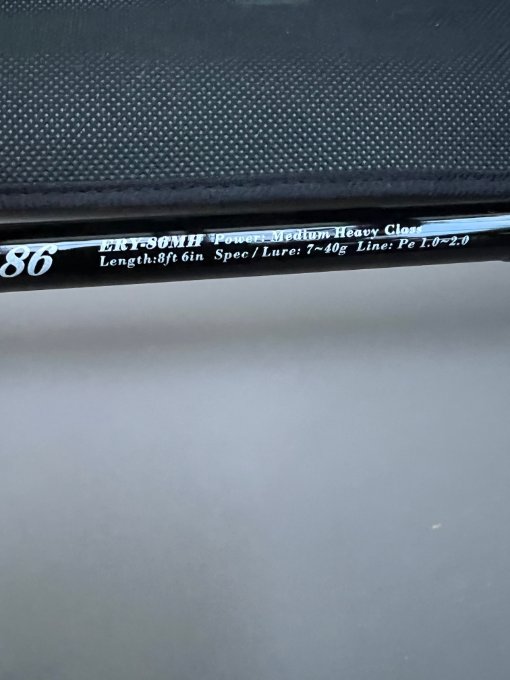 86
ERY-86MH Power: Medium Heavy Class
Length:8ft 6in Spec/Lure: 7~40g Line: Pe 1.0~2.0